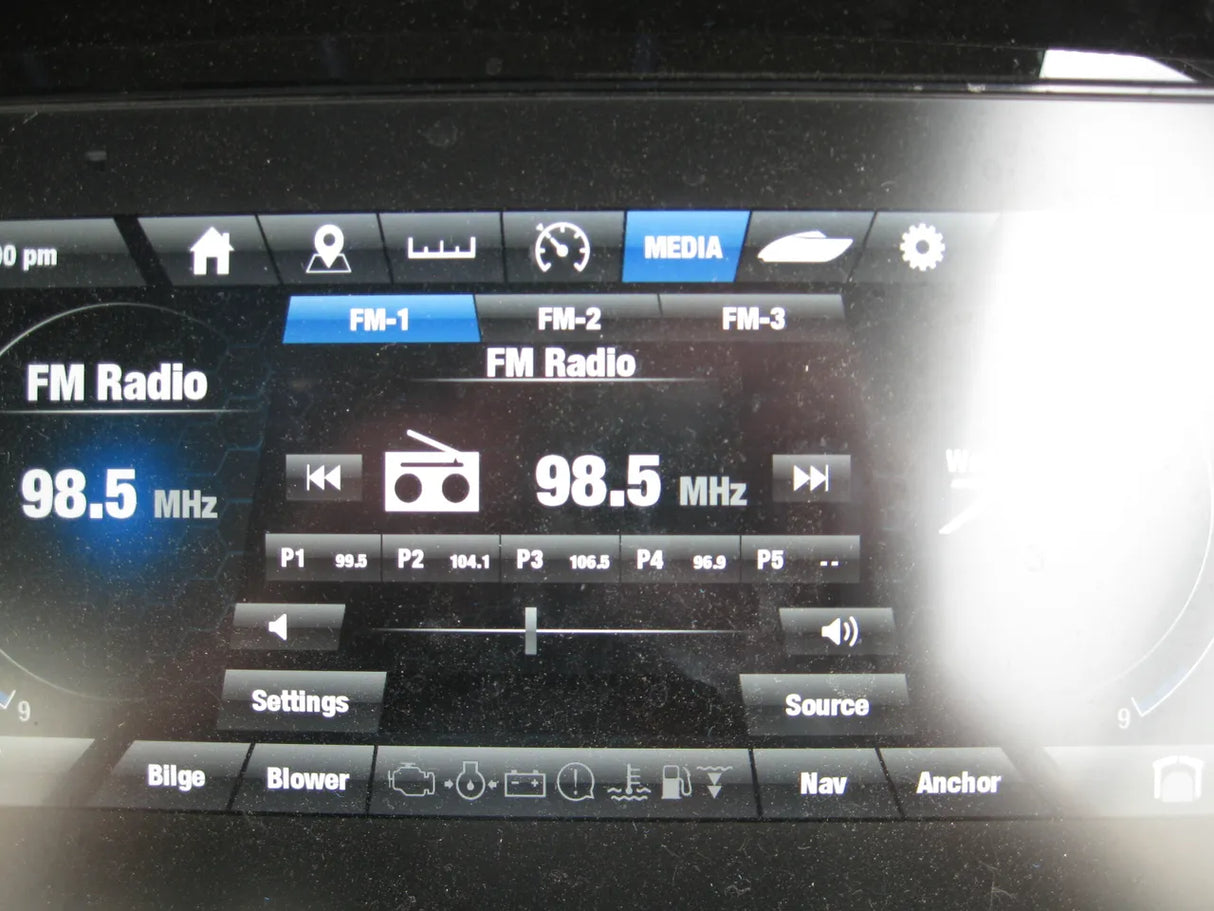 00 pm
MEDIA
FM-1 FM-2 FM-3
FM Radio
FM Radio
98.5 MHz
98.5 MHz
P1 99.5 P2 104.1 P3 106.5 P4 96.9 P5 --
Settings
Source
9
9
Bilge Blower Nav Anchor